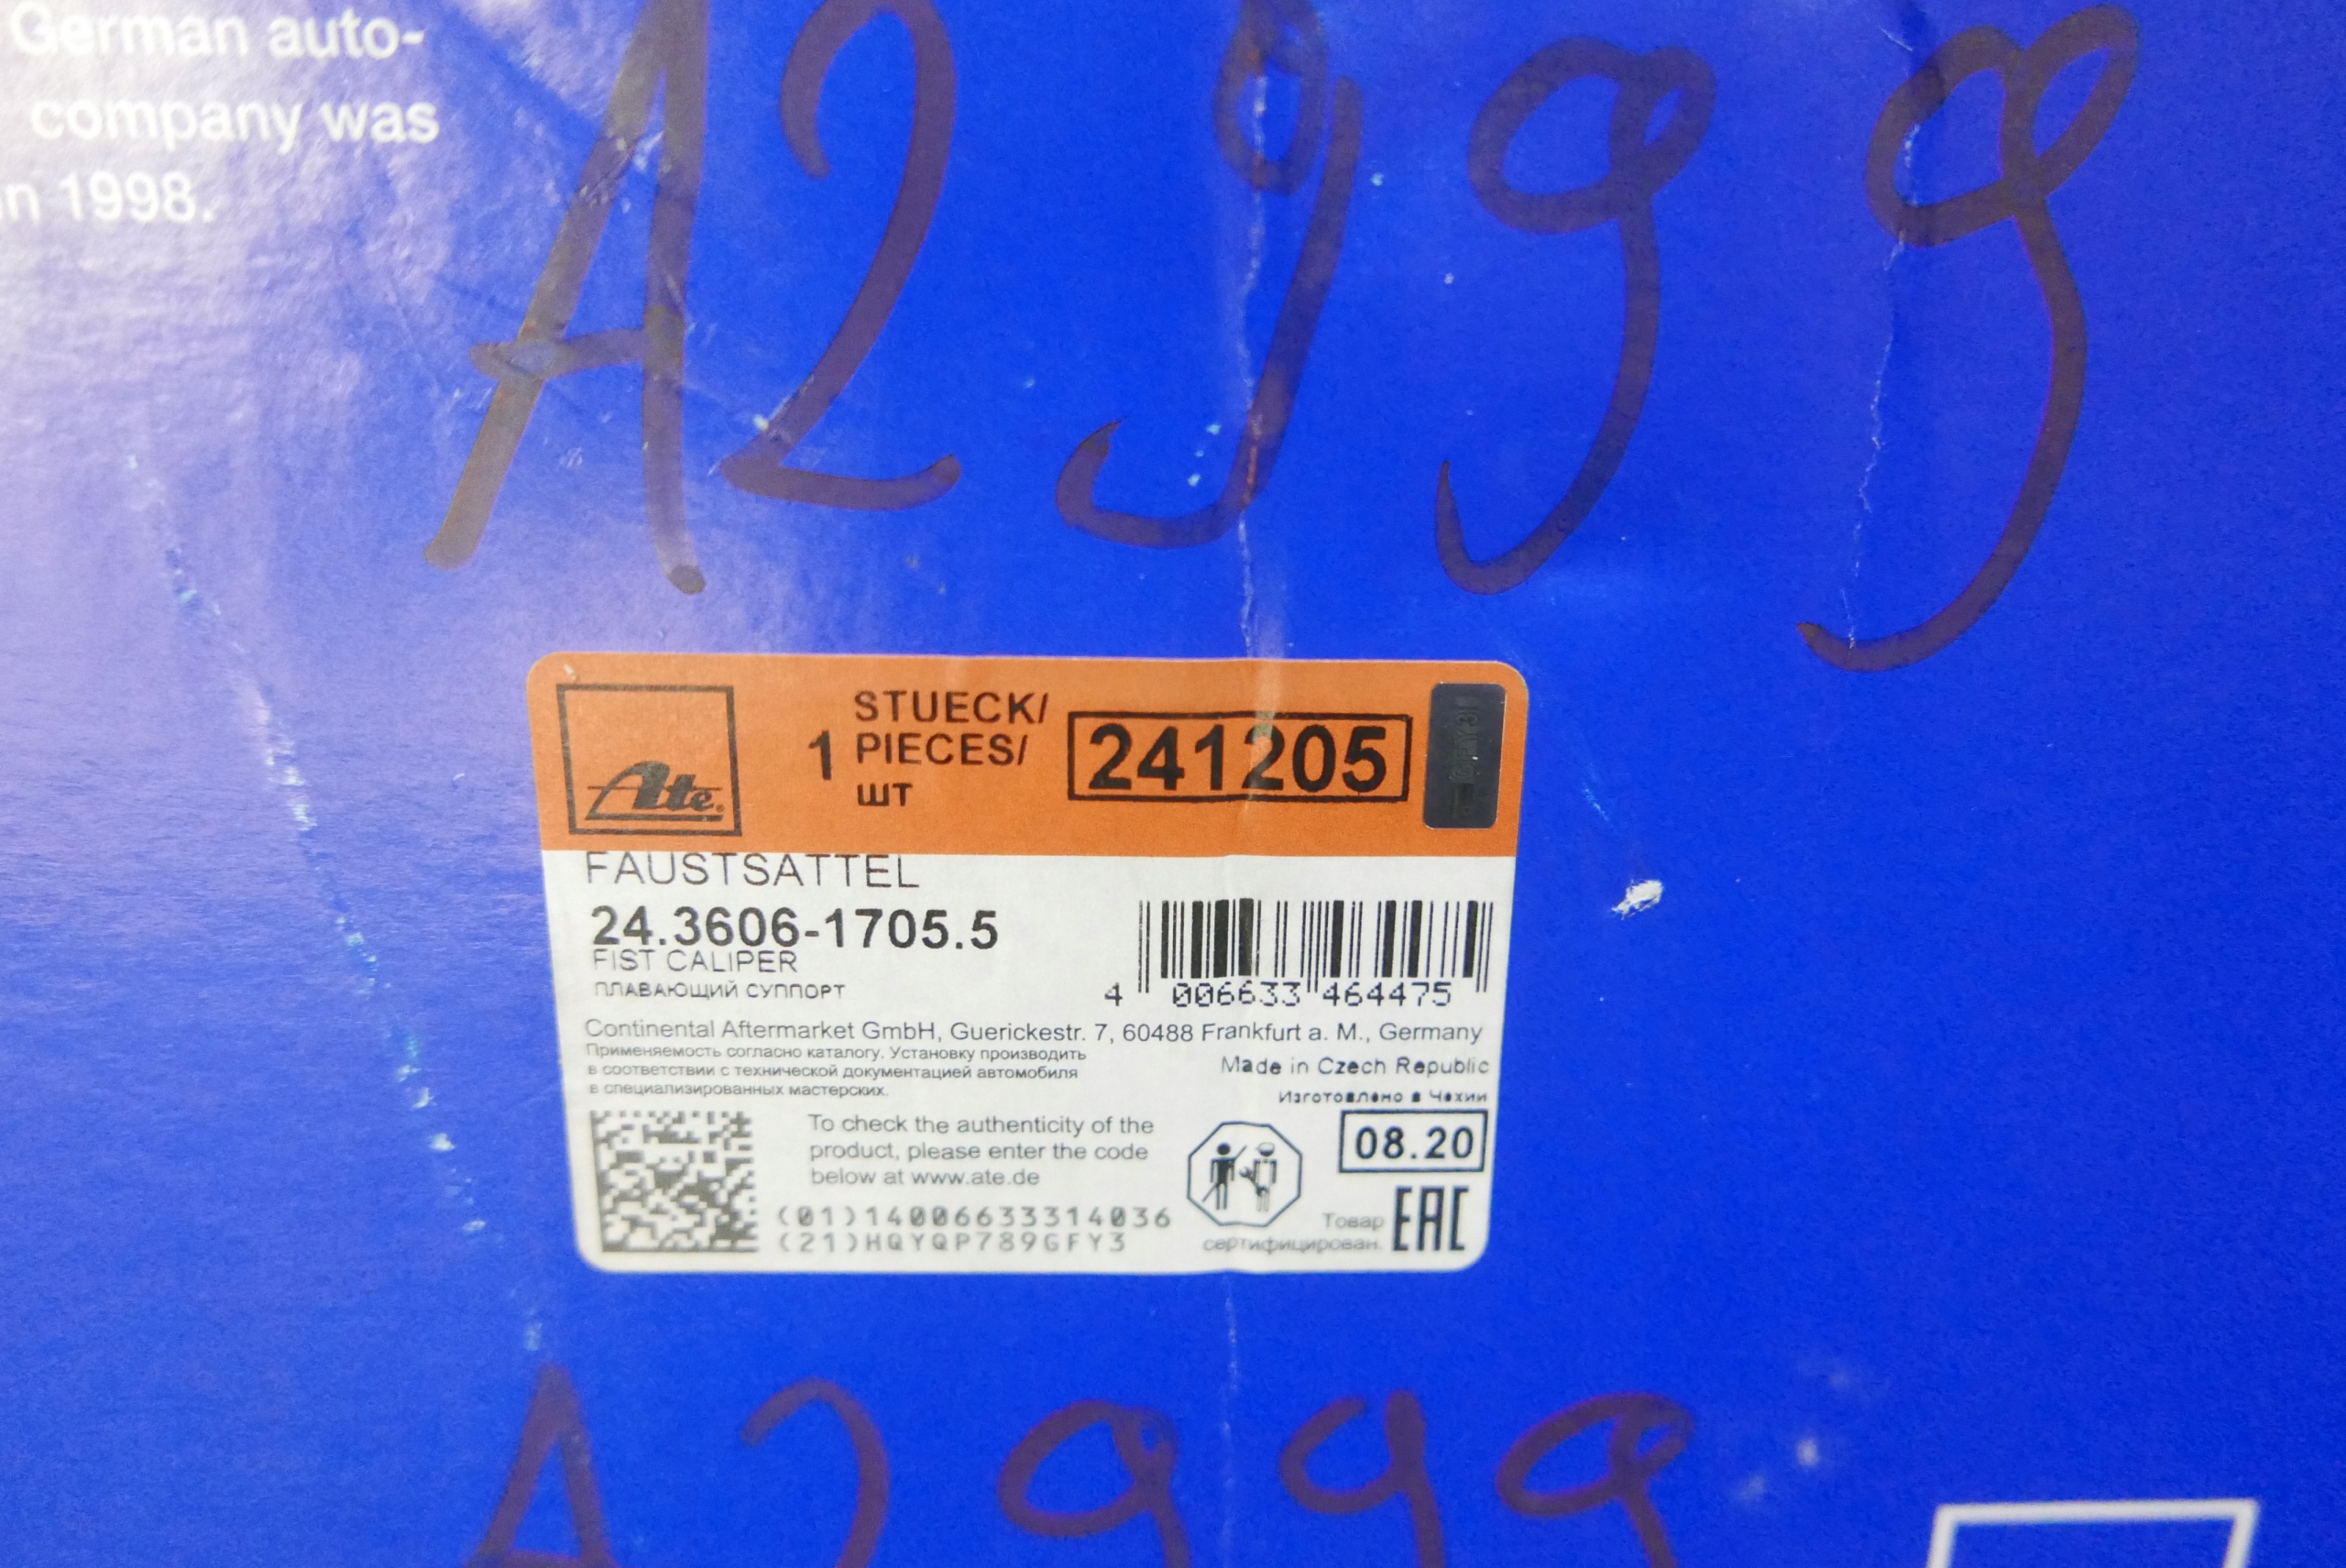 German auto-
company was
in 1998.
A2999
Ate
1
STUECK/
PIECES/
шт
241205
FAUSTSATTEL
24.3606-1705.5
FIST CALIPER
ПЛАВАЮЩИЙ СУППОРТ
4 006633 464475
Continental Aftermarket GmbH, Guerickestr. 7, 60488 Frankfurt a. M., Germany
Применяемость согласно каталогу. Установку производить
в соответствии с технической документацией автомобиля
в специализированных мастерских.
Made in Czech Republic
Изготовлено в Чехии
08.20
To check the authenticity of the
product, please enter the code
below at www.ate.de
(01)14006633314036
(21)HQYQP789GFY3
Товар
сертифицирован.
EAC
A2999